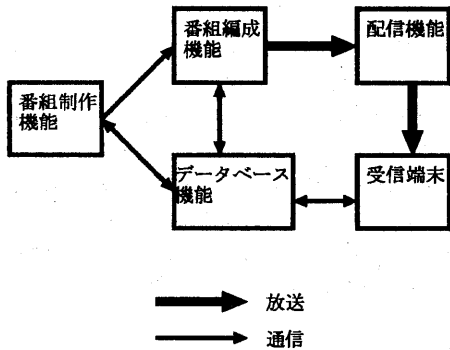 番組編成
機能
配信機能
番組制作
機能
データベース
機能
受信端末
放送
通信